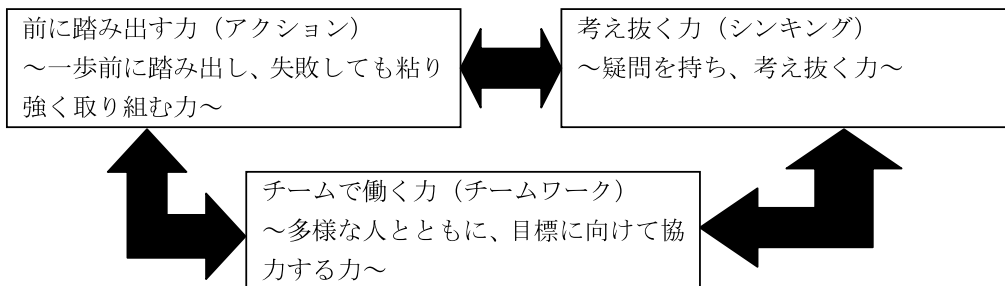 前に踏み出す力（アクション）
～一歩前に踏み出し、失敗しても粘り
強く取り組む力～
考え抜く力（シンキング）
～疑問を持ち、考え抜く力～
チームで働く力（チームワーク）
～多様な人とともに、目標に向けて協
力する力～